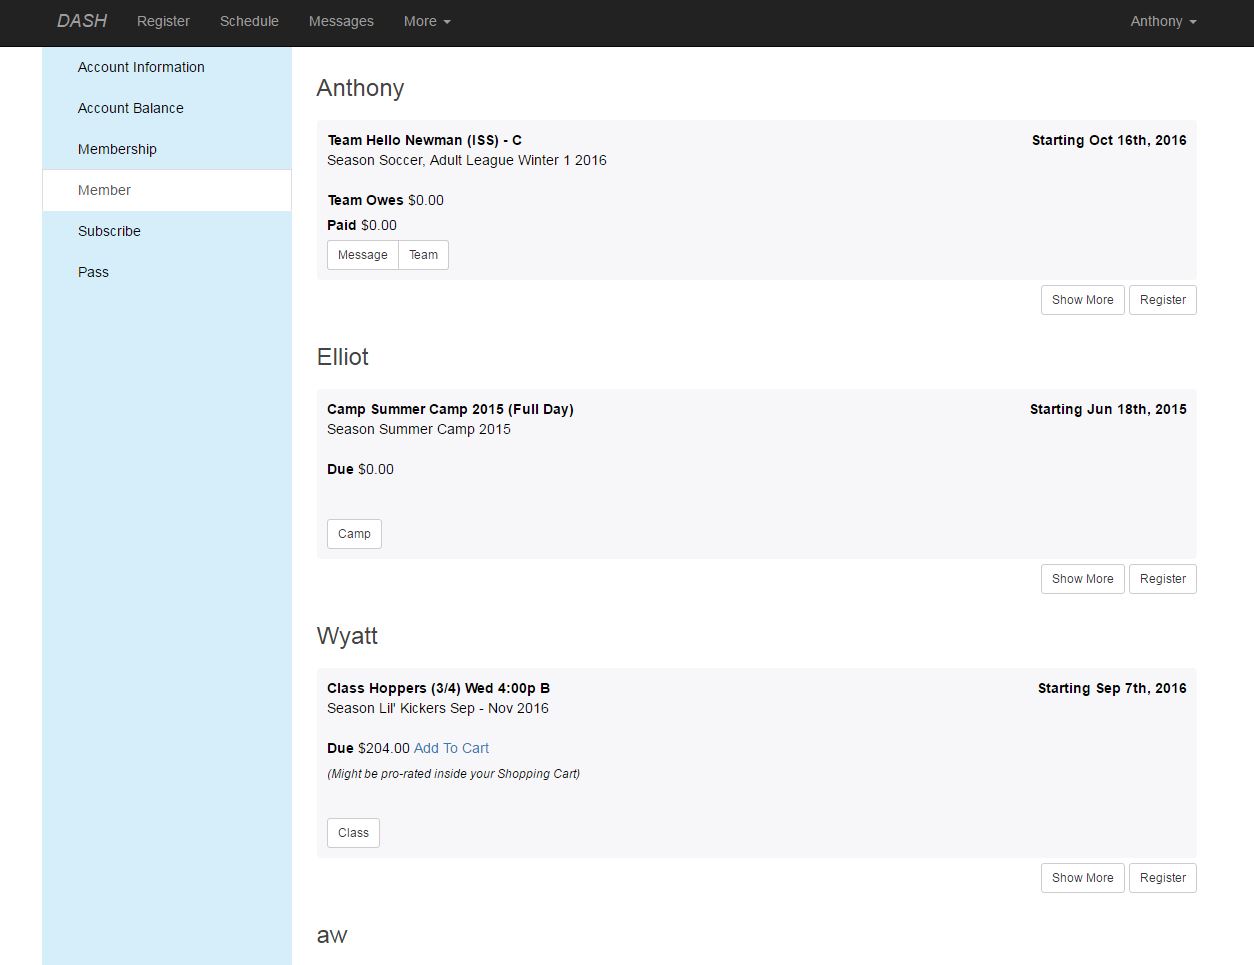 DASH Register Schedule Messages More Anthony
Account Information
Account Balance
Membership
Member
Subscribe
Pass
Anthony
Team Hello Newman (ISS) - C Starting Oct 16th, 2016
Season Soccer, Adult League Winter 1 2016
Team Owes $0.00
Paid $0.00
Message Team
Show More Register
Elliot
Camp Summer Camp 2015 (Full Day) Starting Jun 18th, 2015
Season Summer Camp 2015
Due $0.00
Camp
Show More Register
Wyatt
Class Hoppers (3/4) Wed 4:00p B Starting Sep 7th, 2016
Season Lil' Kickers Sep - Nov 2016
Due $204.00 Add To Cart
(Might be pro-rated inside your Shopping Cart)
Class
Show More Register
aw